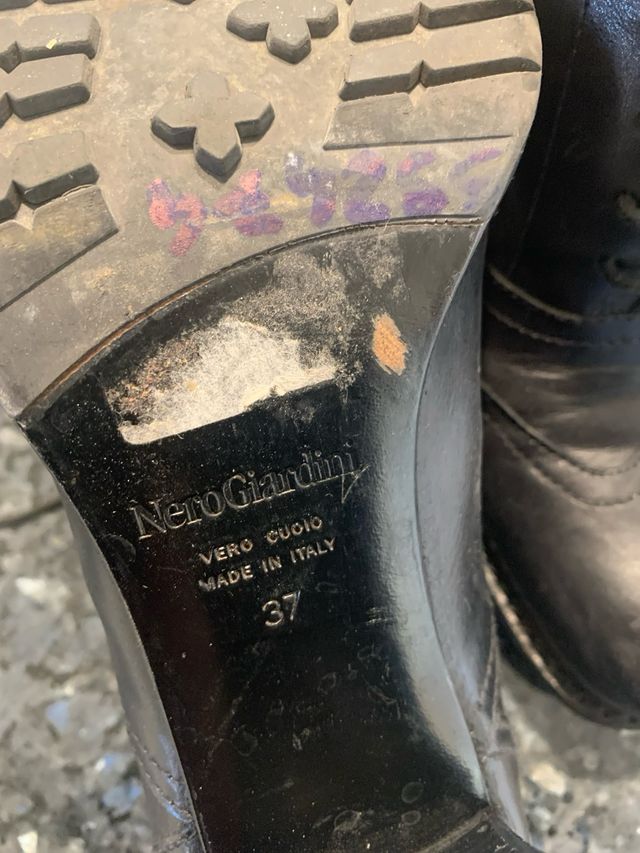 NeroGiardini
VERO CUOIO
MADE IN ITALY
37